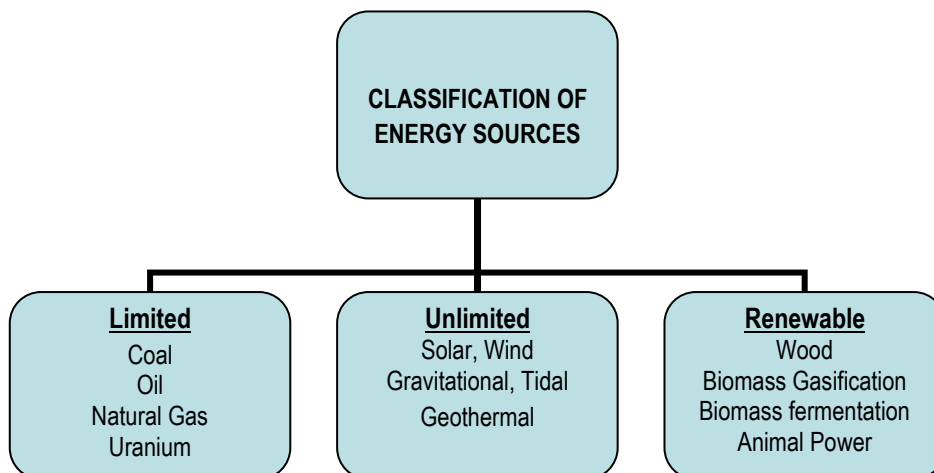 CLASSIFICATION OF
ENERGY SOURCES
Limited
Coal
Oil
Natural Gas
Uranium
Unlimited
Solar, Wind
Gravitational, Tidal
Geothermal
Renewable
Wood
Biomass Gasification
Biomass fermentation
Animal Power